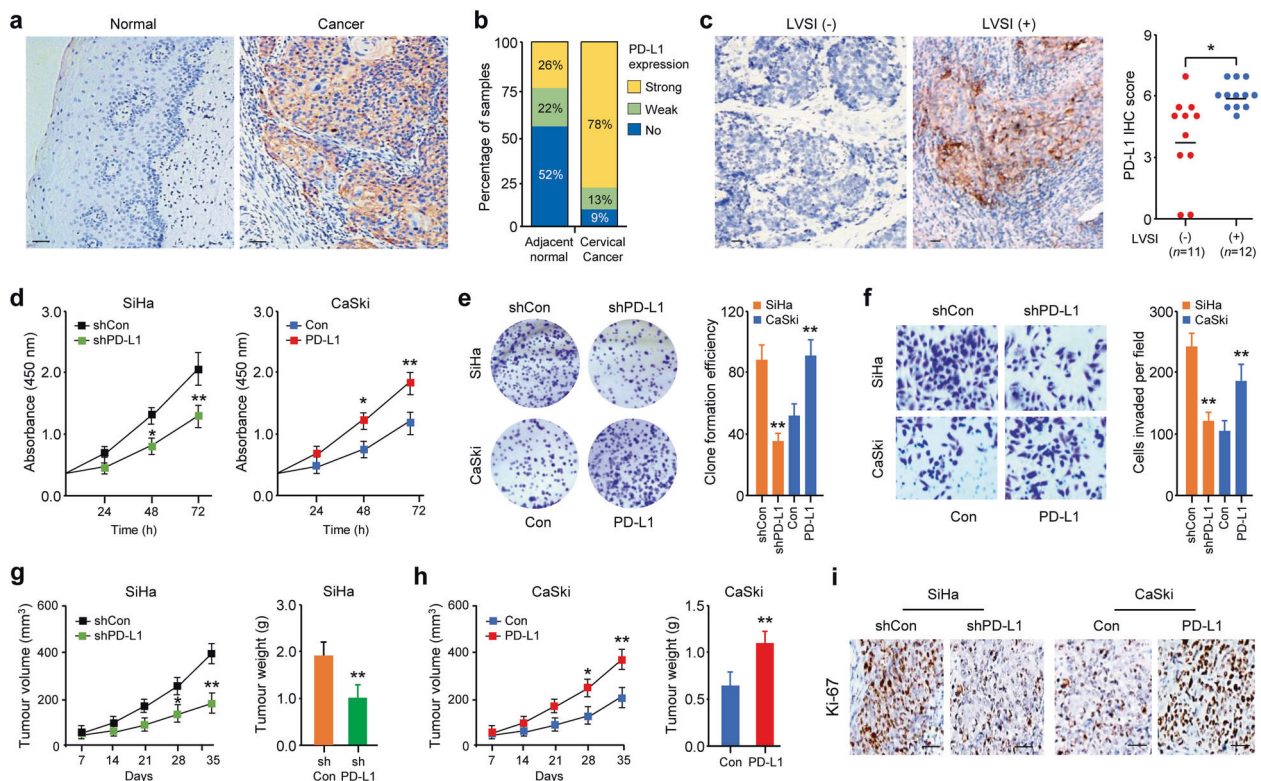 a
Normal
Cancer
b
Percentage of samples
100
75
50
25
0
26%
22%
52%
78%
13%
9%
Adjacent
normal
Cervical
Cancer
PD-L1
expression
Strong
Weak
No
c
LVSI (-)
LVSI (+)
PD-L1 IHC score
9
6
3
0
*
LVSI
(-)
(n=11)
(+)
(n=12)
d
SiHa
shCon
shPD-L1
Absorbance (450 nm)
3.0
2.0
1.0
0.0
*
**
24
48
72
Time (h)
CaSki
Con
PD-L1
Absorbance (450 nm)
3.0
2.0
1.0
0.0
*
**
24
48
72
Time (h)
e
shCon
shPD-L1
SiHa
CaSki
Con
PD-L1
SiHa
CaSki
Clone formation efficiency
120
80
40
0
**
**
shCon
shPD-L1
Con
PD-L1
f
shCon
shPD-L1
SiHa
CaSki
Con
PD-L1
SiHa
CaSki
Cells invaded per field
300
200
100
0
**
**
shCon
shPD-L1
Con
PD-L1
g
SiHa
shCon
shPD-L1
Tumour volume (mm3)
600
400
200
0
*
**
7
14
21
28
35
Days
SiHa
Tumour weight (g)
3.0
2.0
1.0
0.0
**
sh
Con
sh
PD-L1
h
CaSki
Con
PD-L1
Tumour volume (mm3)
600
400
200
0
*
**
7
14
21
28
35
Days
CaSki
Tumour weight (g)
1.5
1.0
0.5
0.0
**
Con
PD-L1
i
SiHa
CaSki
shCon
shPD-L1
Con
PD-L1
Ki-67